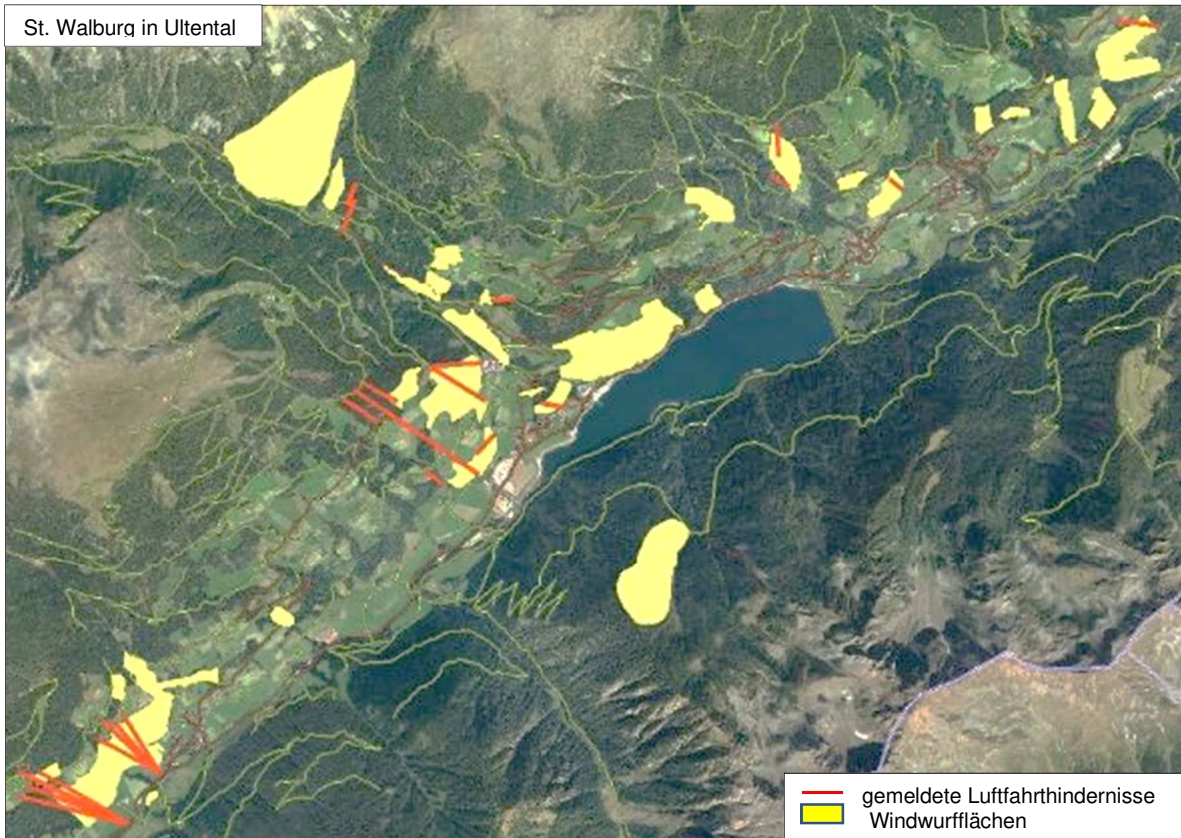 St. Walburg in Ultental
gemeldete Luftfahrthindernisse
Windwurfflächen